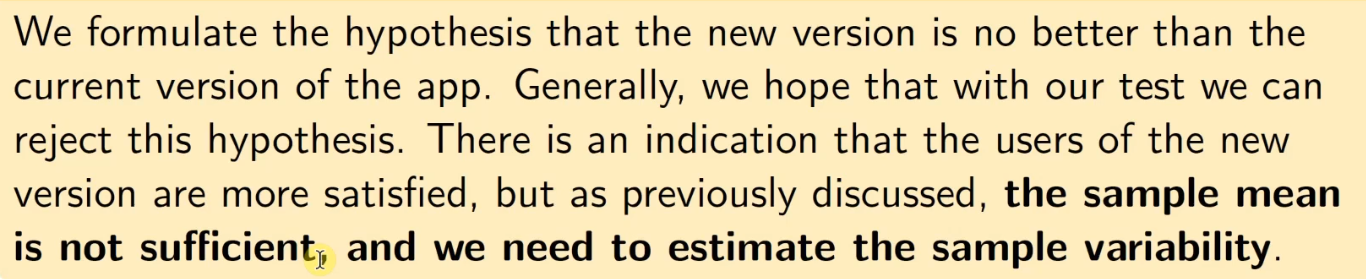 We formulate the hypothesis that the new version is no better than the
current version of the app. Generally, we hope that with our test we can
reject this hypothesis. There is an indication that the users of the new
version are more satisfied, but as previously discussed, the sample mean
is not sufficient, and we need to estimate the sample variability.